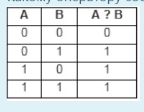 A B A ? B
0 0 0
0 1 1
1 0 1
1 1 1